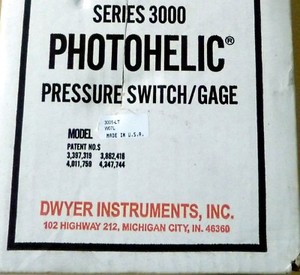 SERIES 3000
PHOTOHELIC®
PRESSURE SWITCH/GAGE
MODEL
MADE IN U.S.A.
PATENT NO.S
3,397,319 3,862,416
4,011,759 4,347,744
DWYER INSTRUMENTS, INC.
102 HIGHWAY 212, MICHIGAN CITY, IN. 46360